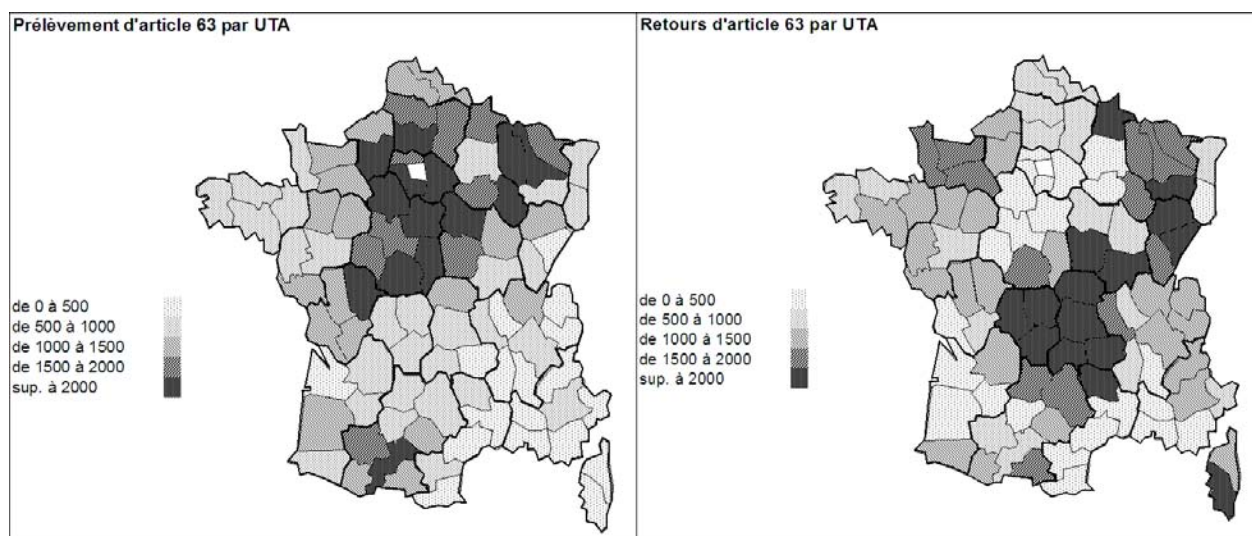 Prélèvement d'article 63 par UTA
Retours d'article 63 par UTA
de 0 à 500
de 500 à 1000
de 1000 à 1500
de 1500 à 2000
sup. à 2000
de 0 à 500
de 500 à 1000
de 1000 à 1500
de 1500 à 2000
sup. à 2000